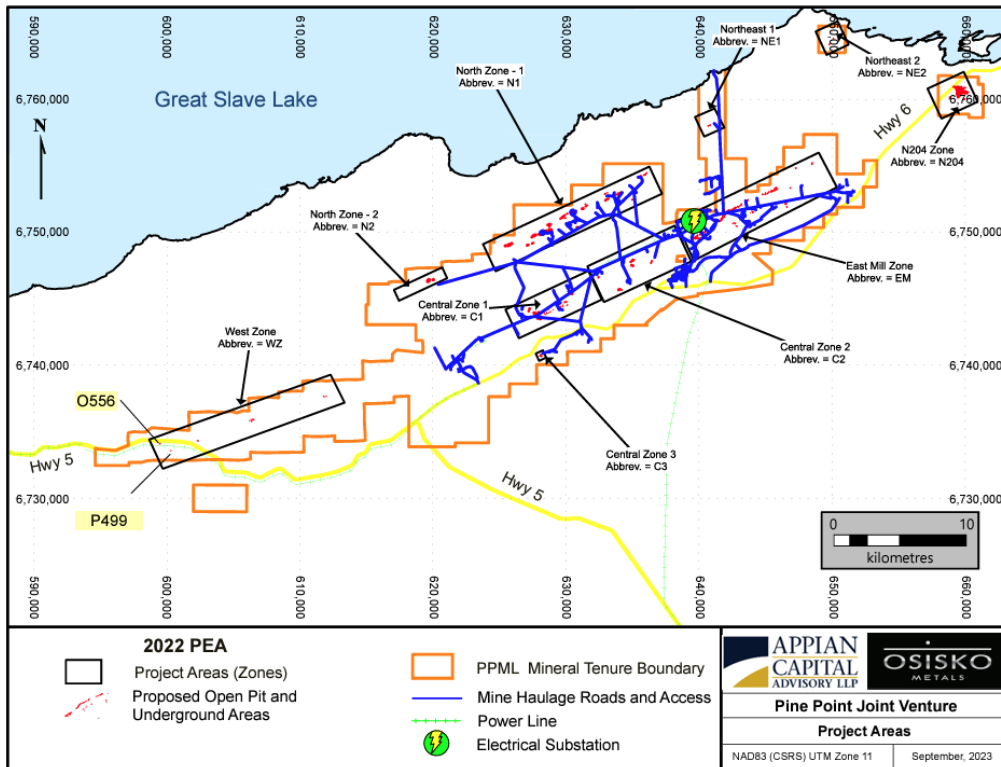 590,000
600,000
610,000
620,000
630,000
640,000
650,000
660,000
Northeast 1
Abbrev. = NE1
Northeast 2
Abbrev. = NE2
North Zone - 1
Abbrev. = N1
6,760,000
Great Slave Lake
6,760,000
Hwy 6
N
N204 Zone
Abbrev. = N204
North Zone - 2
Abbrev. = N2
6,750,000
6,750,000
East Mill Zone
Abbrev. = EM
Central Zone 1
Abbrev. = C1
West Zone
Abbrev. = WZ
Central Zone 2
Abbrev. = C2
6,740,000
6,740,000
O556
Hwy 5
Central Zone 3
Abbrev. = C3
Hwy 5
6,730,000
6,730,000
P499
0 10
kilometres
590,000
600,000
610,000
620,000
630,000
640,000
650,000
660,000
2022 PEA
Project Areas (Zones)
Proposed Open Pit and
Underground Areas
PPML Mineral Tenure Boundary
Mine Haulage Roads and Access
Power Line
Electrical Substation
APPIAN
CAPITAL
ADVISORY LLP
OSISKO
METALS
Pine Point Joint Venture
Project Areas
NAD83 (CSRS) UTM Zone 11
September, 2023